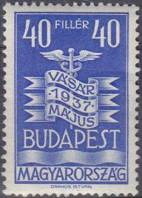 FILLÉR
40 40
VÁSÁR
1937
MÁJUS
BUDAPEST
MAGYARORSZÁG